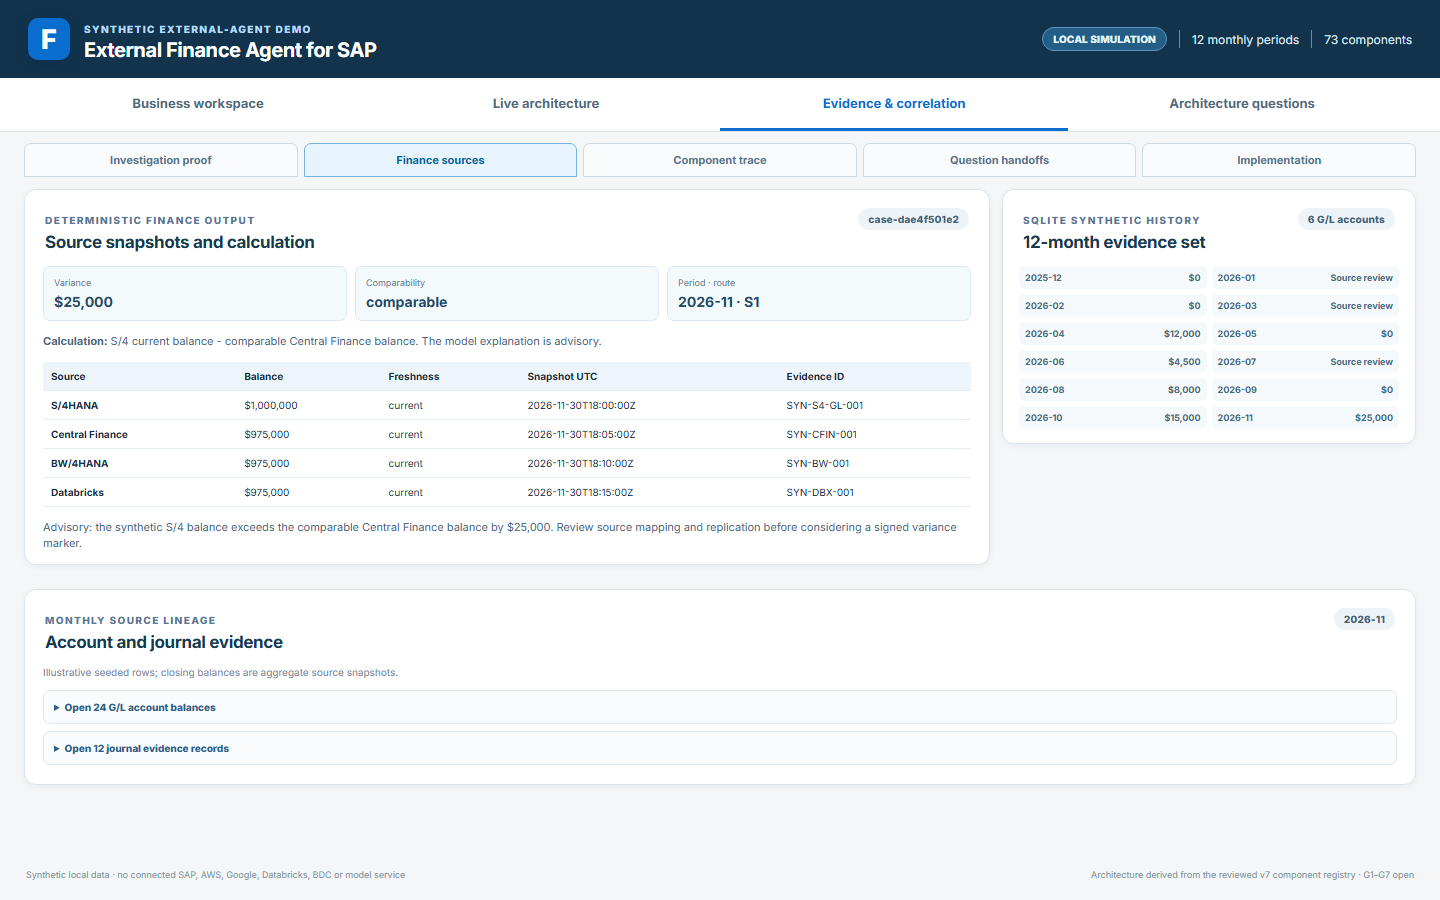 F
SYNTHETIC EXTERNAL-AGENT DEMO
External Finance Agent for SAP
LOCAL SIMULATION
12 monthly periods
73 components
Business workspace
Live architecture
Evidence & correlation
Architecture questions
Investigation proof
Finance sources
Component trace
Question handoffs
Implementation
DETERMINISTIC FINANCE OUTPUT
case-dae4f501e2
Source snapshots and calculation
Variance
$25,000
Comparability
comparable
Period · route
2026-11 · S1
Calculation: S/4 current balance - comparable Central Finance balance. The model explanation is advisory.
Source Balance Freshness Snapshot UTC Evidence ID
S/4HANA $1,000,000 current 2026-11-30T18:00:00Z SYN-S4-GL-001
Central Finance $975,000 current 2026-11-30T18:05:00Z SYN-CFIN-001
BW/4HANA $975,000 current 2026-11-30T18:10:00Z SYN-BW-001
Databricks $975,000 current 2026-11-30T18:15:00Z SYN-DBX-001
Advisory: the synthetic S/4 balance exceeds the comparable Central Finance balance by $25,000. Review source mapping and replication before considering a signed variance
marker.
SQLITE SYNTHETIC HISTORY
6 G/L accounts
12-month evidence set
2025-12 $0 2026-01 Source review
2026-02 $0 2026-03 Source review
2026-04 $12,000 2026-05 $0
2026-06 $4,500 2026-07 Source review
2026-08 $8,000 2026-09 $0
2026-10 $15,000 2026-11 $25,000
MONTHLY SOURCE LINEAGE
2026-11
Account and journal evidence
Illustrative seeded rows; closing balances are aggregate source snapshots.
▶ Open 24 G/L account balances
▶ Open 12 journal evidence records
Synthetic local data · no connected SAP, AWS, Google, Databricks, BDC or model service
Architecture derived from the reviewed v7 component registry · G1–G7 open